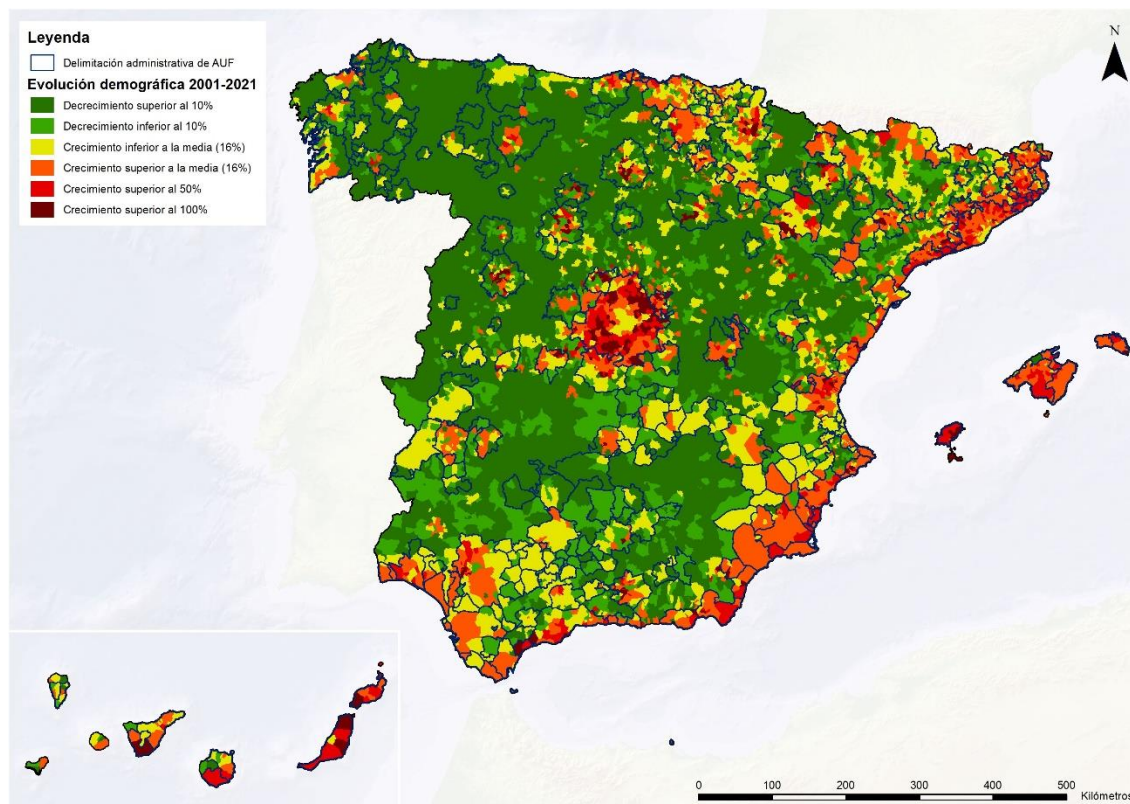 Leyenda
Delimitación administrativa de AUF
Evolución demográfica 2001-2021
Decrecimiento superior al 10%
Decrecimiento inferior al 10%
Crecimiento inferior a la media (16%)
Crecimiento superior a la media (16%)
Crecimiento superior al 50%
Crecimiento superior al 100%
N
0 100 200 300 400 500
Kilómetros